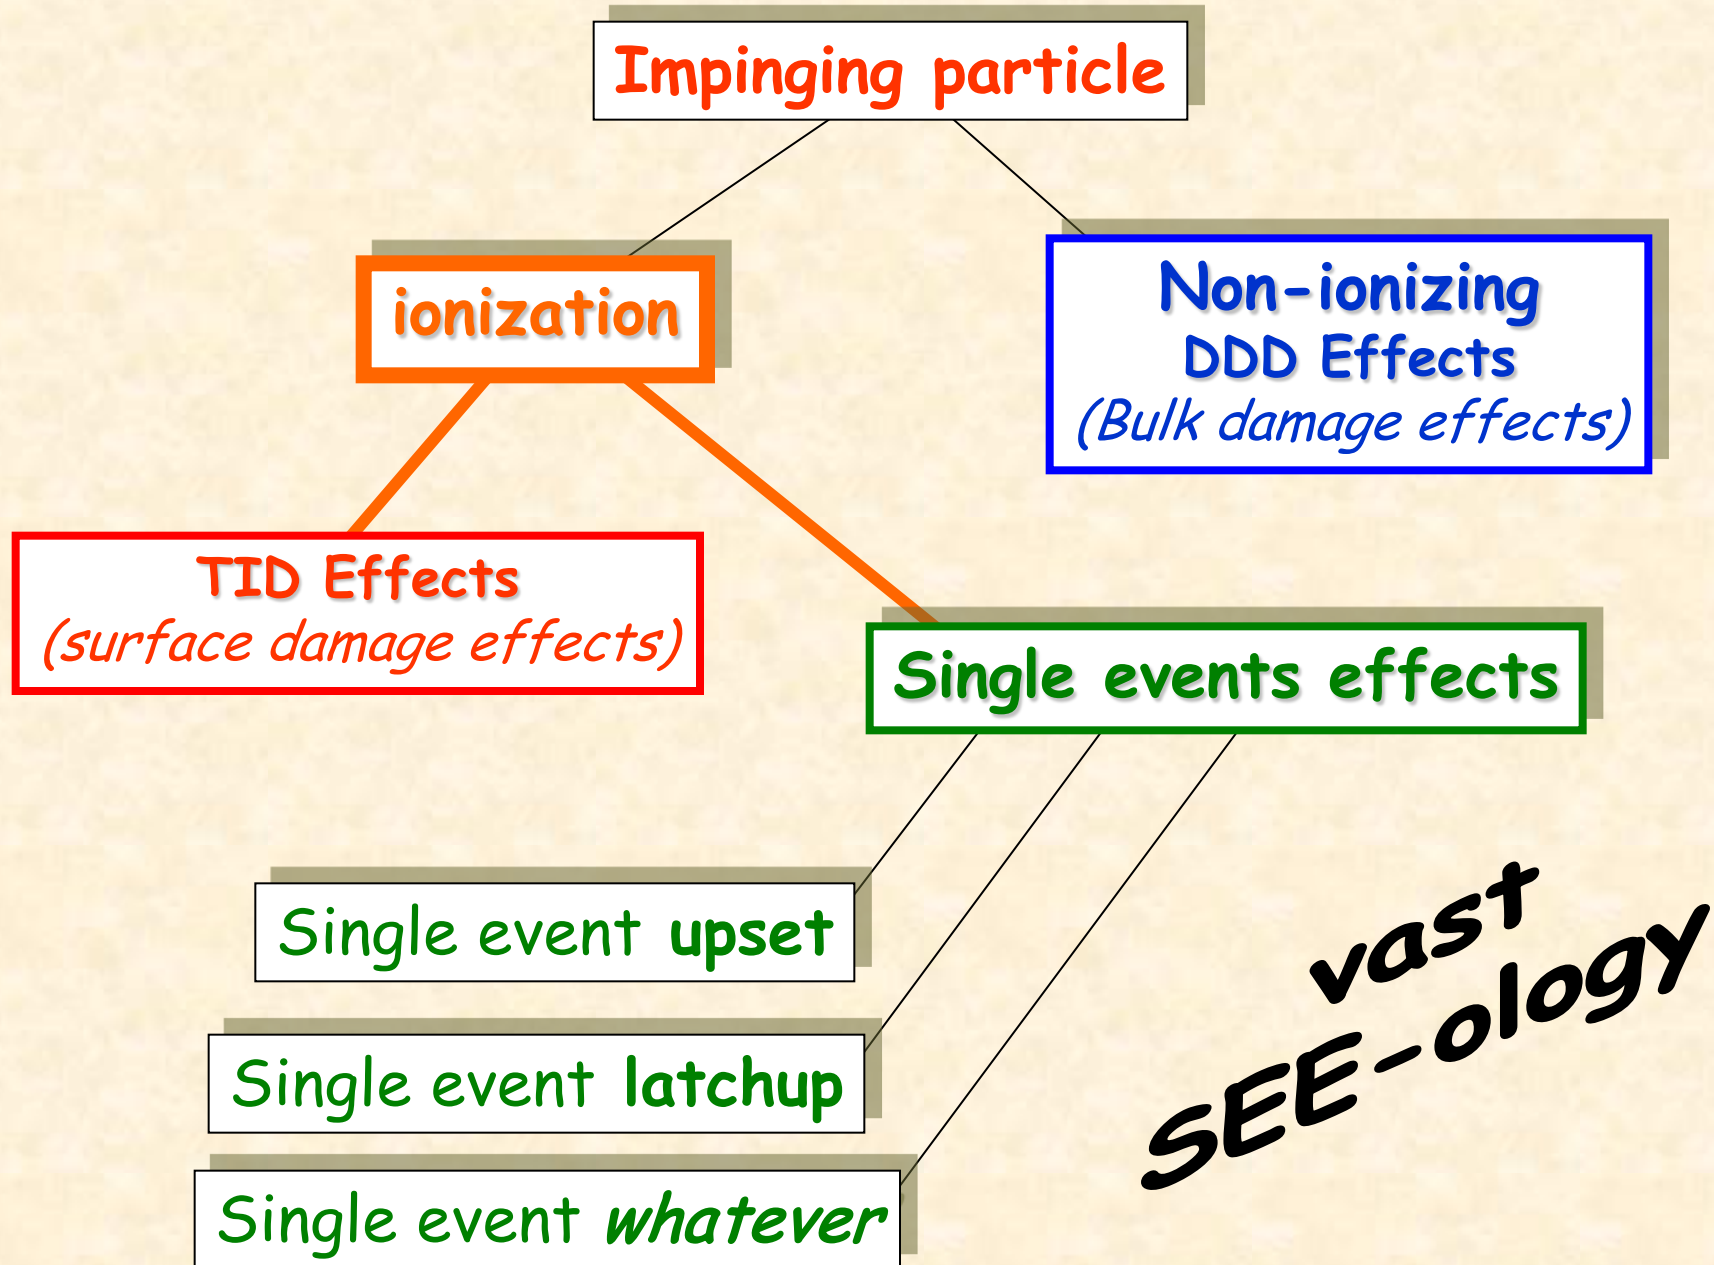 Impinging particle
ionization
Non-ionizing
DDD Effects
(Bulk damage effects)
TID Effects
(surface damage effects)
Single events effects
Single event upset
Single event latchup
Single event whatever
vast
SEE-ology